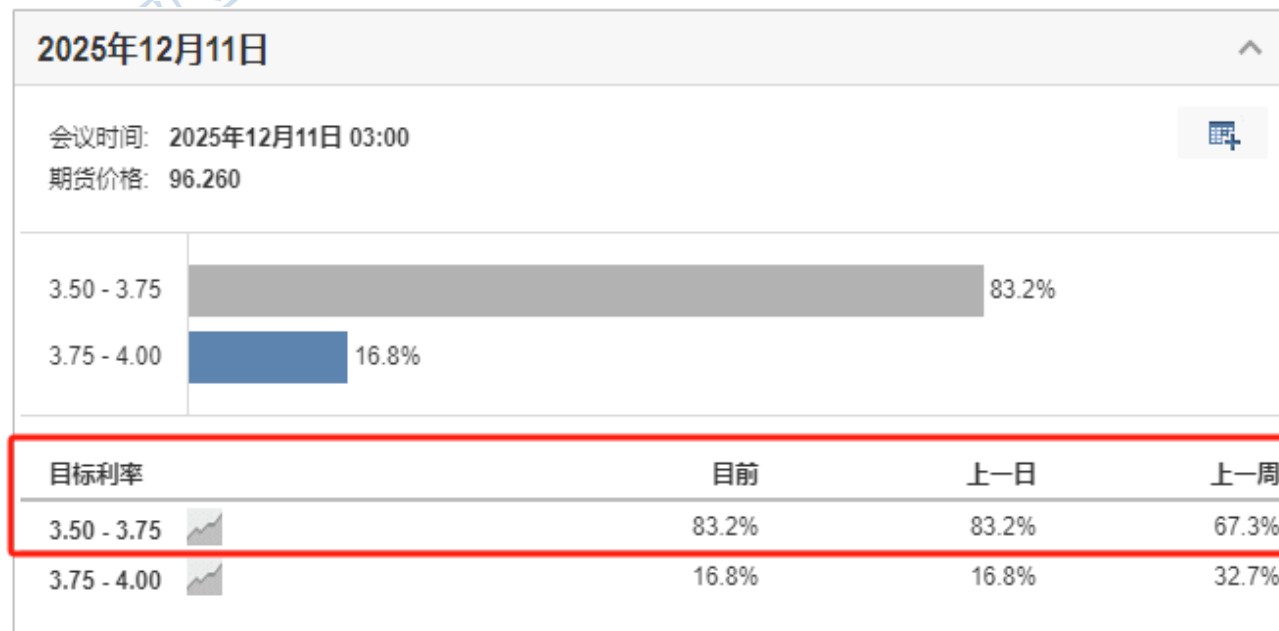 2025年12月11日
会议时间: 2025年12月11日 03:00
期货价格: 96.260
3.50 - 3.75 83.2%
3.75 - 4.00 16.8%
目标利率 目前 上一日 上一周
3.50 - 3.75 83.2% 83.2% 67.3%
3.75 - 4.00 16.8% 16.8% 32.7%